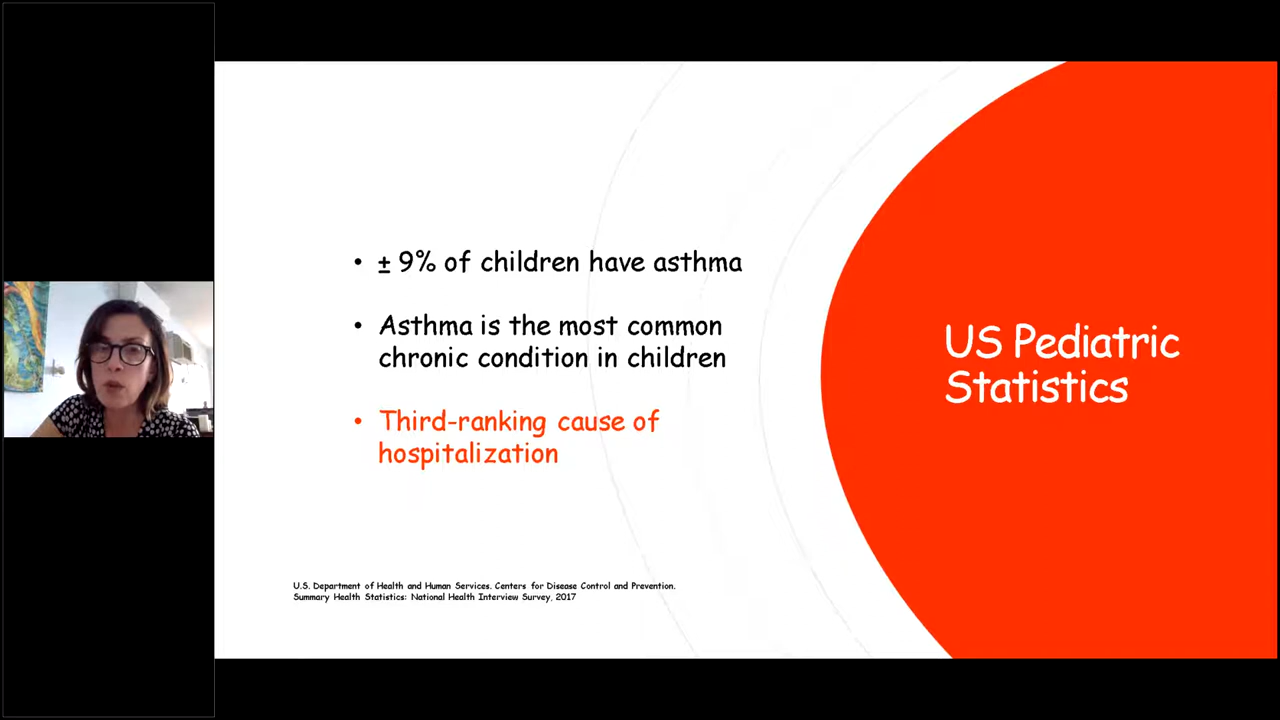 • ± 9% of children have asthma
• Asthma is the most common
chronic condition in children
• Third-ranking cause of
hospitalization
US Pediatric
Statistics
U.S. Department of Health and Human Services. Centers for Disease Control and Prevention.
Summary Health Statistics: National Health Interview Survey, 2017